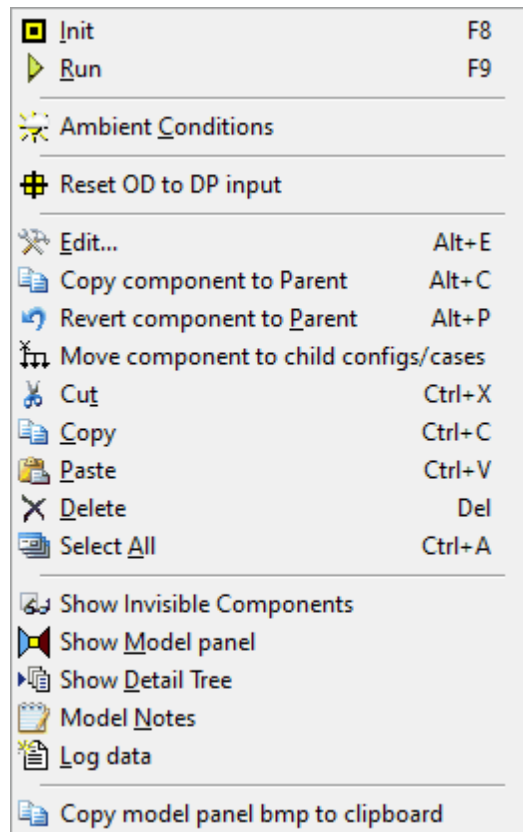 Init F8
Run F9
Ambient Conditions
Reset OD to DP input
Edit... Alt+E
Copy component to Parent Alt+C
Revert component to Parent Alt+P
Move component to child configs/cases
Cut Ctrl+X
Copy Ctrl+C
Paste Ctrl+V
Delete Del
Select All Ctrl+A
Show Invisible Components
Show Model panel
Show Detail Tree
Model Notes
Log data
Copy model panel bmp to clipboard